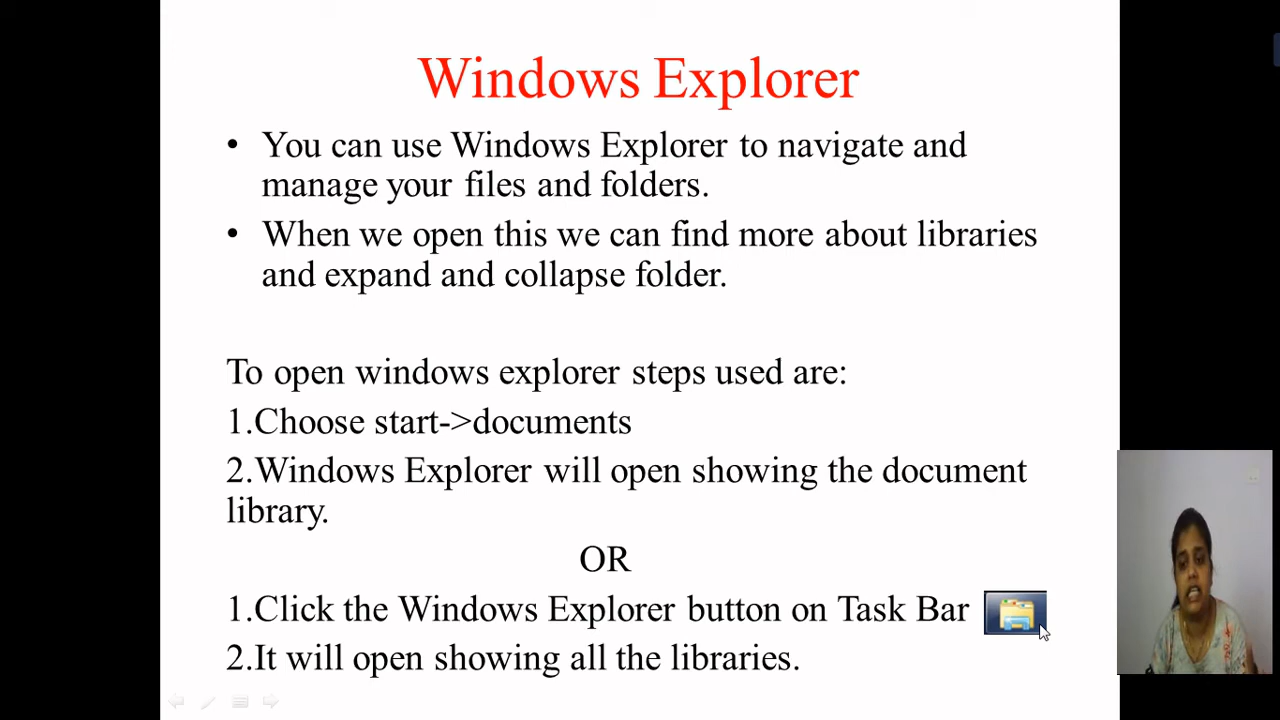 Windows Explorer
• You can use Windows Explorer to navigate and
manage your files and folders.
• When we open this we can find more about libraries
and expand and collapse folder.
To open windows explorer steps used are:
1.Choose start->documents
2.Windows Explorer will open showing the document
library.
OR
1.Click the Windows Explorer button on Task Bar
2.It will open showing all the libraries.